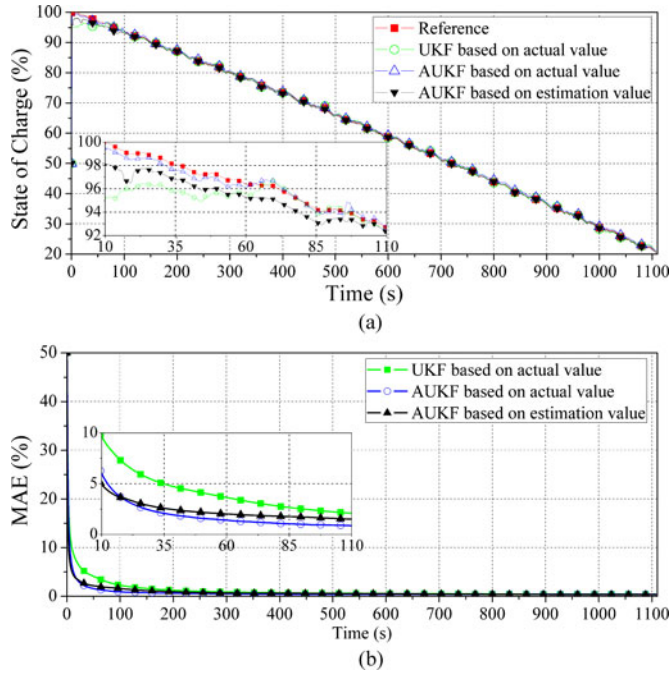 100
90
80
70
60
50
40
30
20
State of Charge (%)
Reference
UKF based on actual value
AUKF based on actual value
AUKF based on estimation value
100
98
96
94
92
10 35 60 85 110
0 100 200 300 400 500 600 700 800 900 1000 1100
Time (s)
(a)
50
40
30
20
10
0
MAE (%)
UKF based on actual value
AUKF based on actual value
AUKF based on estimation value
10
5
0
10 35 60 85 110
0 100 200 300 400 500 600 700 800 900 1000 1100
Time (s)
(b)